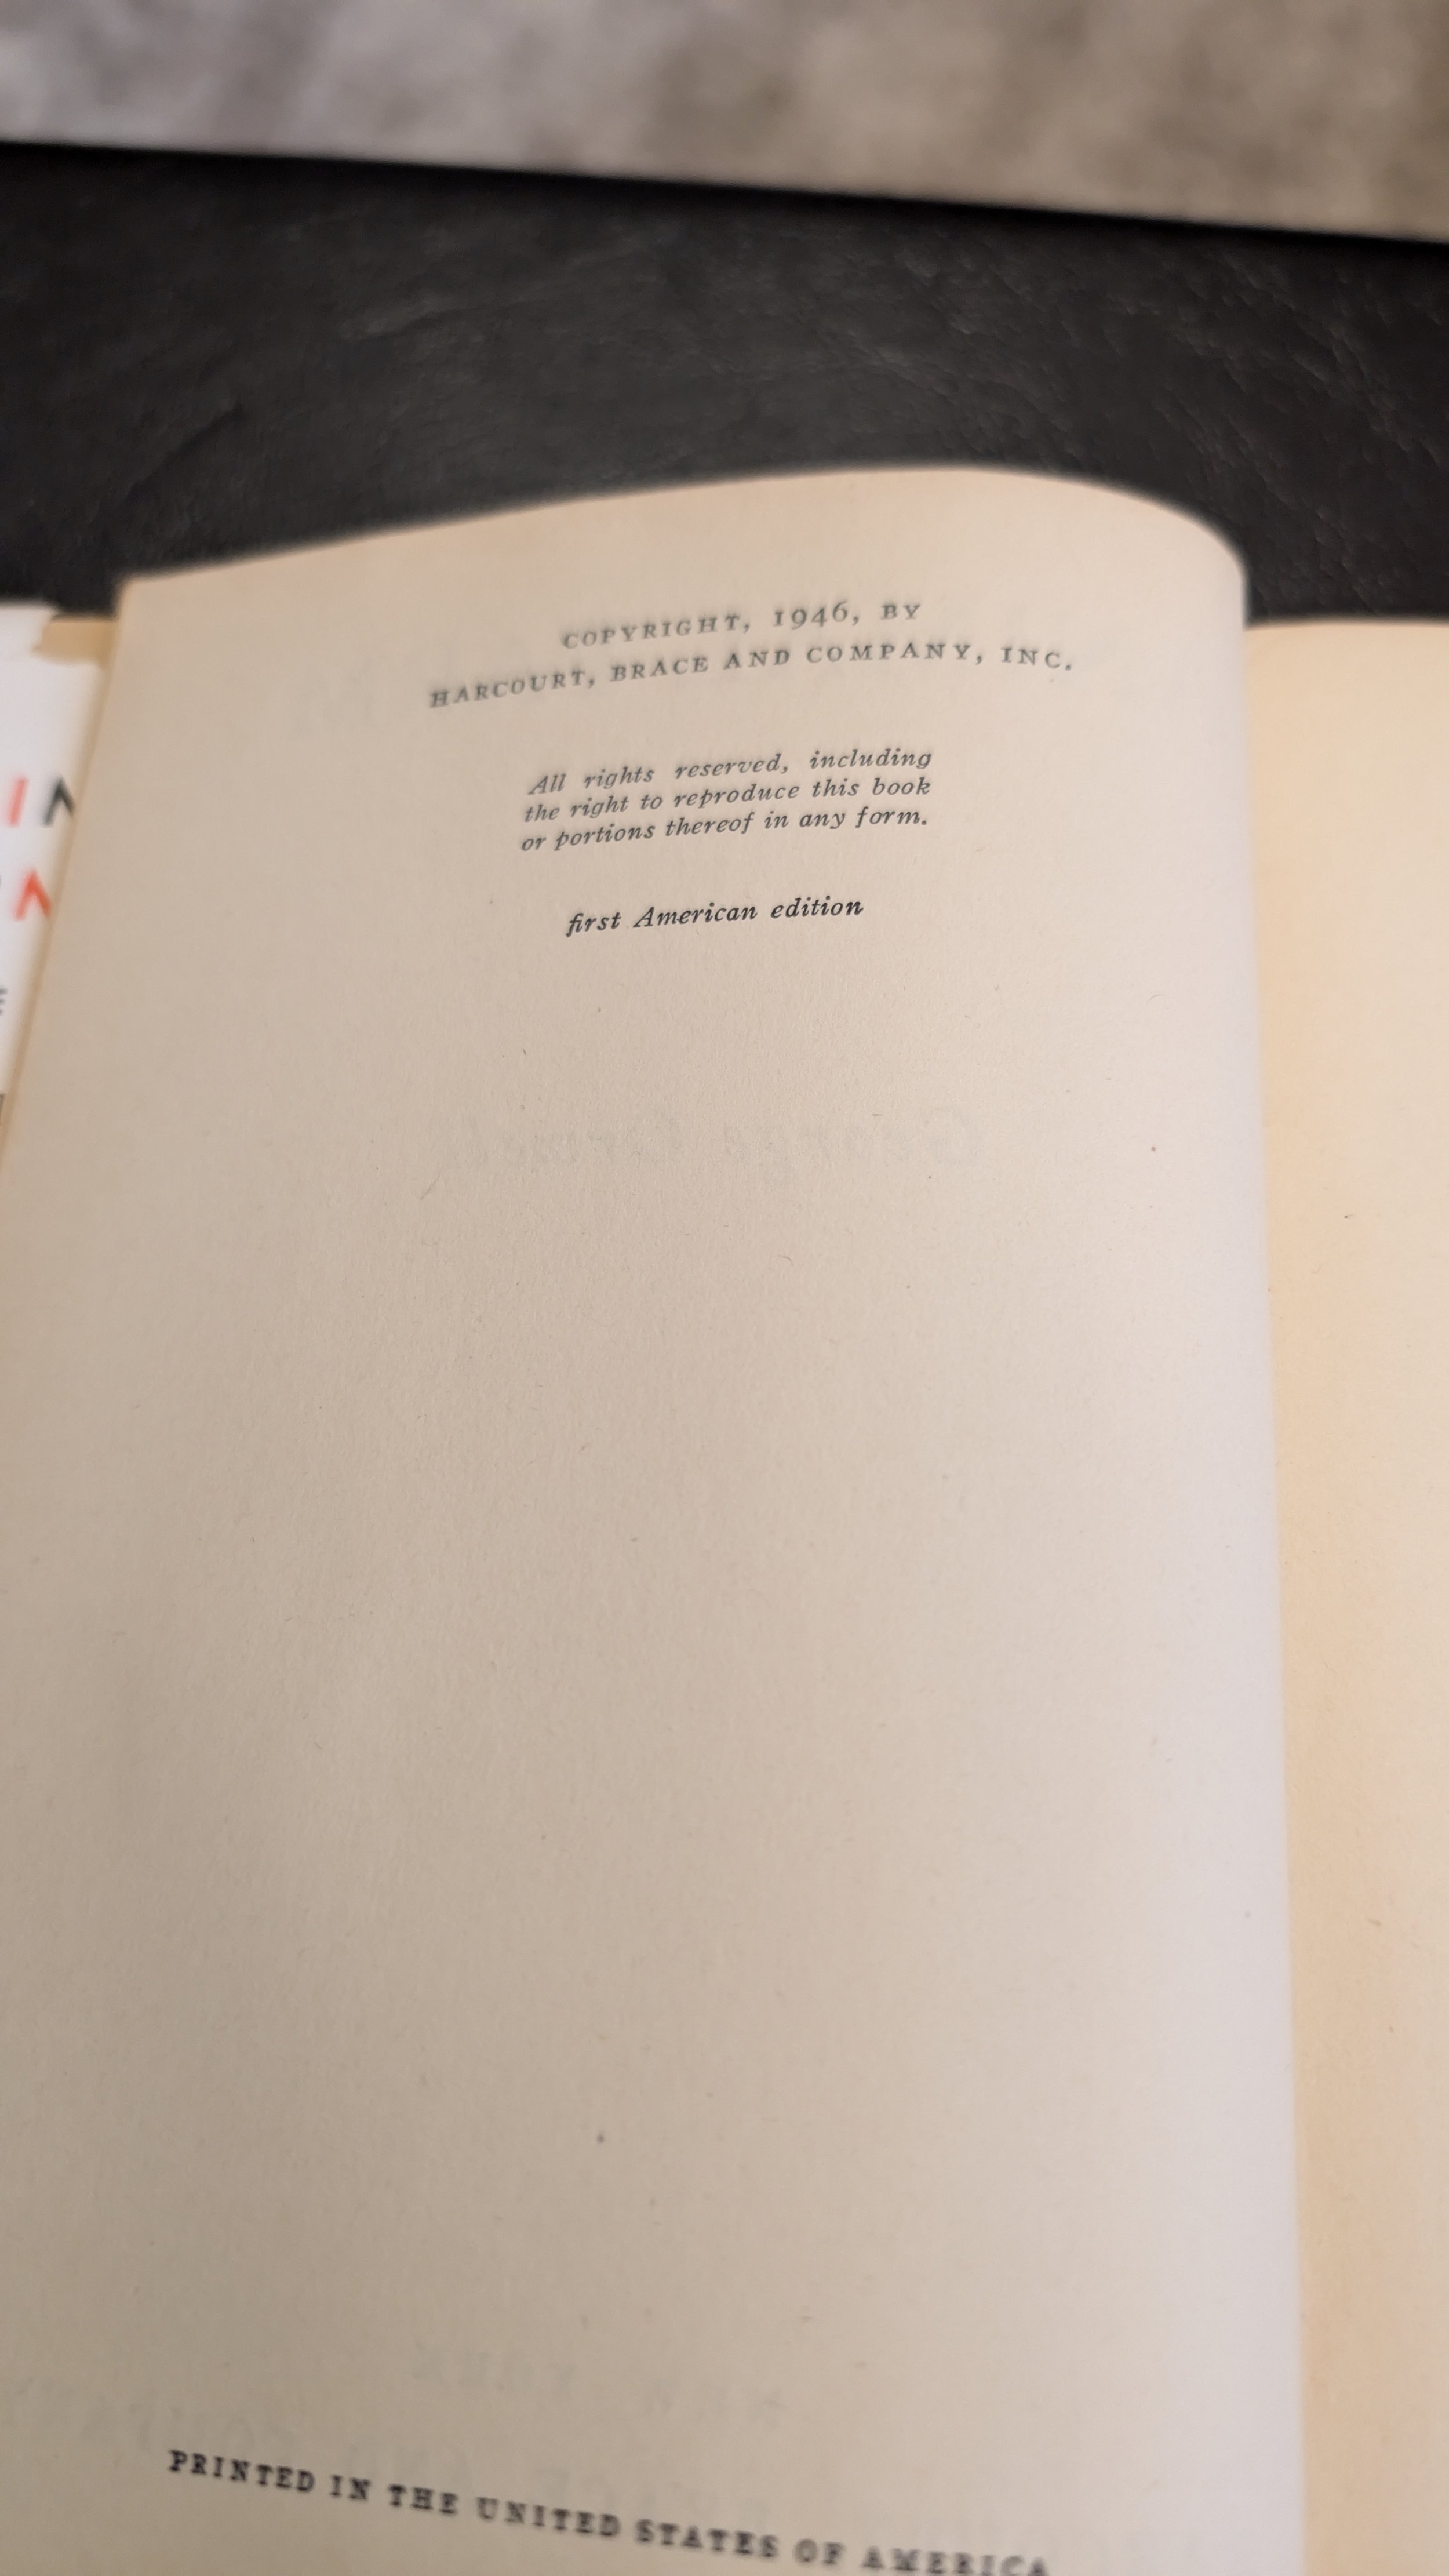 COPYRIGHT, 1946, BY
HARCOURT, BRACE AND COMPANY, INC.
All rights reserved, including
the right to reproduce this book
or portions thereof in any form.
first American edition
PRINTED IN THE UNITED STATES OF AMERICA